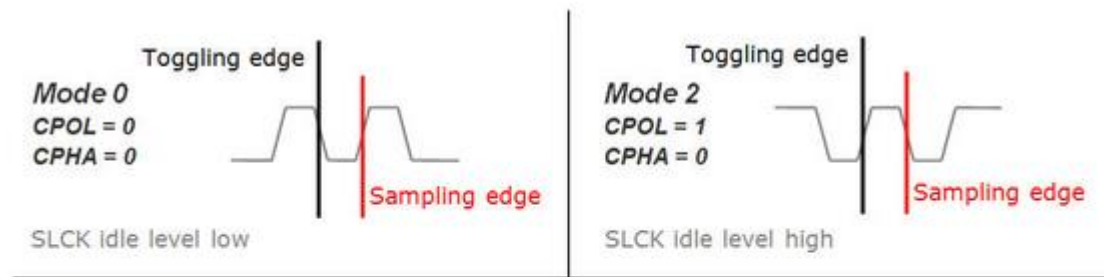 Toggling edge
Mode 0
CPOL = 0
CPHA = 0
Sampling edge
SLCK idle level low
Toggling edge
Mode 2
CPOL = 1
CPHA = 0
Sampling edge
SLCK idle level high